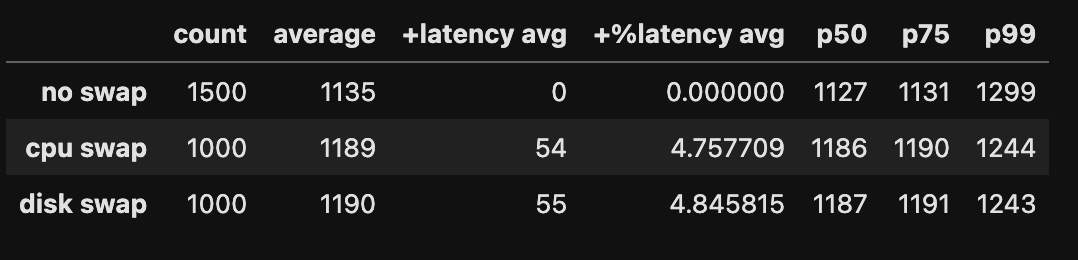 count average +latency avg +%latency avg p50 p75 p99
no swap 1500 1135 0 0.000000 1127 1131 1299
cpu swap 1000 1189 54 4.757709 1186 1190 1244
disk swap 1000 1190 55 4.845815 1187 1191 1243